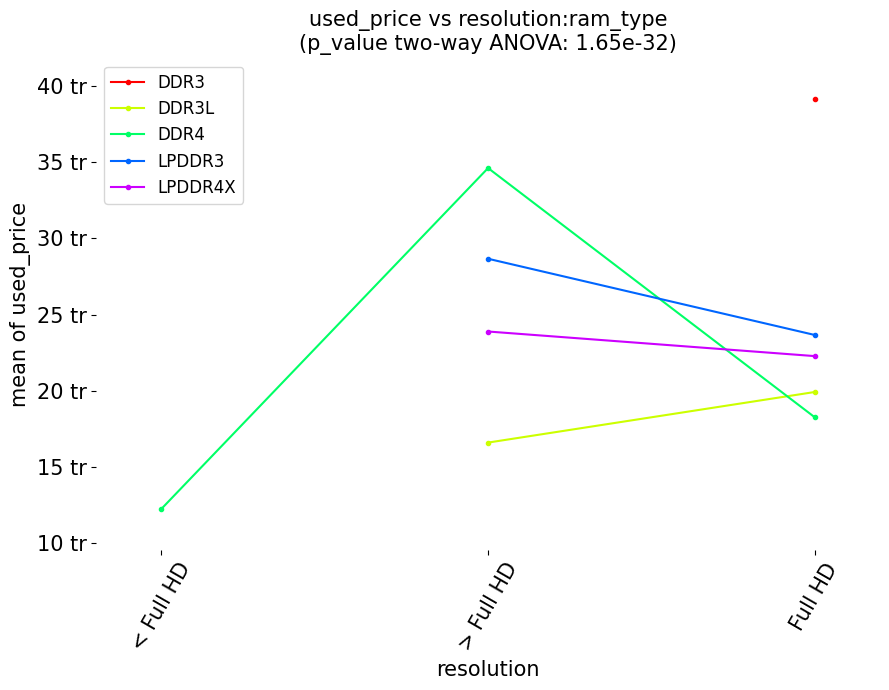 used_price vs resolution:ram_type
(p_value two-way ANOVA: 1.65e-32)
DDR3
DDR3L
DDR4
LPDDR3
LPDDR4X
mean of used_price
40 tr
35 tr
30 tr
25 tr
20 tr
15 tr
10 tr
< Full HD
> Full HD
Full HD
resolution